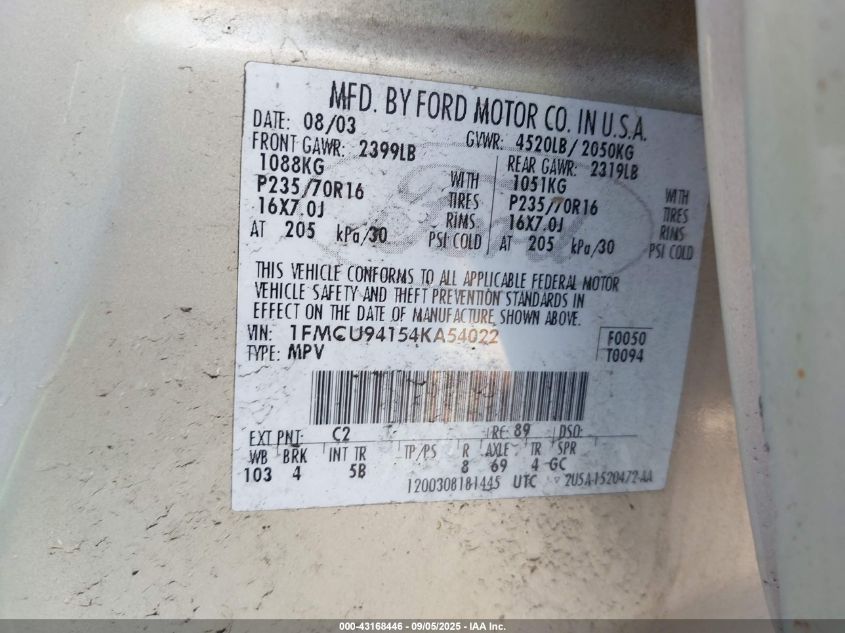 MFD. BY FORD MOTOR CO. IN U.S.A.
DATE: 08/03 GVWR: 4520LB/ 2050KG
FRONT GAWR: 2399LB REAR GAWR: 2319LB
1088KG WITH 1051KG WITH
P235/70R16 TIRES P235/70R16 TIRES
16X7.0J RIMS 16X7.0J RIMS
AT 205 kPa/30 PSI COLD AT 205 kPa/30 PSI COLD
Ford
THIS VEHICLE CONFORMS TO ALL APPLICABLE FEDERAL MOTOR
VEHICLE SAFETY AND THEFT PREVENTION STANDARDS IN
EFFECT ON THE DATE OF MANUFACTURE SHOWN ABOVE.
VIN: 1FMCU94154KA54022 F0050
TYPE: MPV T0094
EXT PNT: C2 RC: 89 DSO:
WB BRK INT TR TP/PS R AXLE TR SPR
103 4 5B 8 69 4 GC
1200308181445 UTC 2U5A-1520472-AA
000-43168446 - 09/05/2025 - IAA Inc.